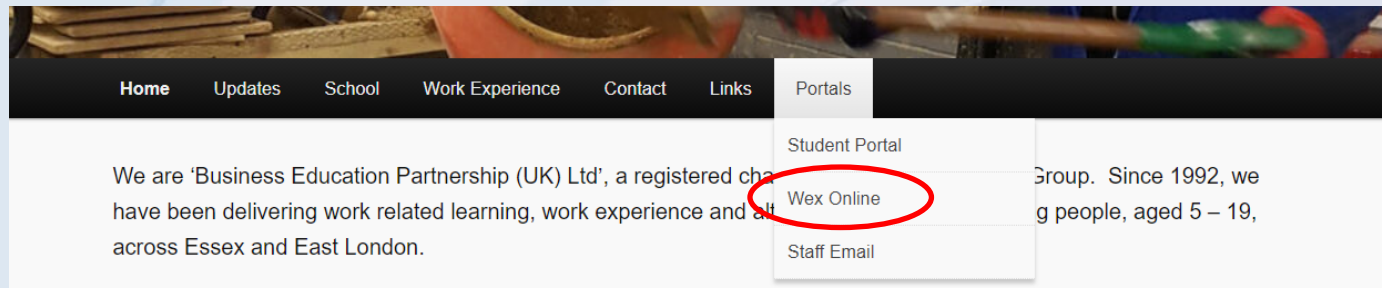 Home Updates School Work Experience Contact Links Portals
Student Portal
Wex Online
Staff Email
We are ‘Business Education Partnership (UK) Ltd’, a registered cha Group. Since 1992, we
have been delivering work related learning, work experience and alt g people, aged 5 – 19,
across Essex and East London.